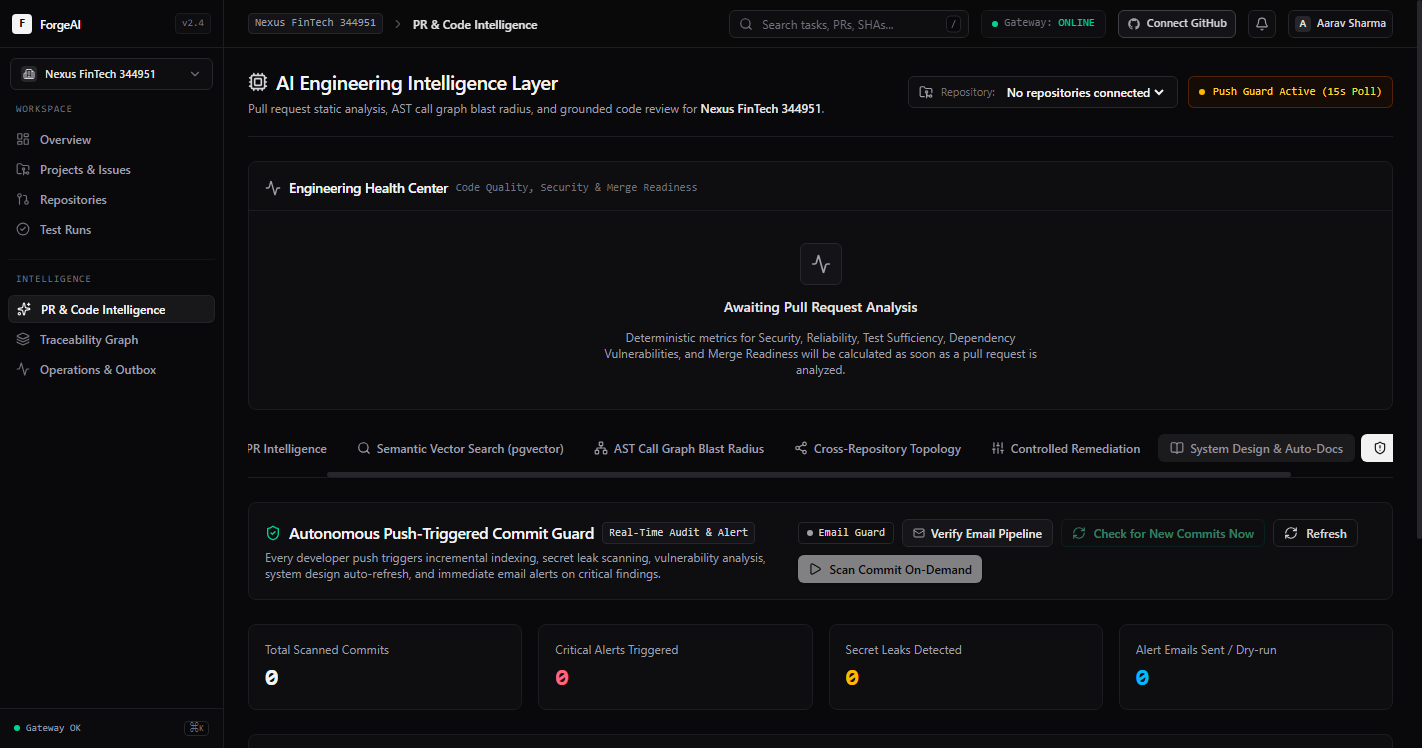 F ForgeAI v2.4
Nexus FinTech 344951
WORKSPACE
Overview
Projects & Issues
Repositories
Test Runs
INTELLIGENCE
PR & Code Intelligence
Traceability Graph
Operations & Outbox
Gateway OK ⌘K
Nexus FinTech 344951 > PR & Code Intelligence
Search tasks, PRs, SHAs... /
Gateway: ONLINE
Connect GitHub
A Aarav Sharma
AI Engineering Intelligence Layer
Pull request static analysis, AST call graph blast radius, and grounded code review for Nexus FinTech 344951.
Repository: No repositories connected
Push Guard Active (15s Poll)
Engineering Health Center Code Quality, Security & Merge Readiness
Awaiting Pull Request Analysis
Deterministic metrics for Security, Reliability, Test Sufficiency, Dependency
Vulnerabilities, and Merge Readiness will be calculated as soon as a pull request is
analyzed.
PR Intelligence
Semantic Vector Search (pgvector)
AST Call Graph Blast Radius
Cross-Repository Topology
Controlled Remediation
System Design & Auto-Docs
Autonomous Push-Triggered Commit Guard Real-Time Audit & Alert
Every developer push triggers incremental indexing, secret leak scanning, vulnerability analysis,
system design auto-refresh, and immediate email alerts on critical findings.
Email Guard
Verify Email Pipeline
Check for New Commits Now
Refresh
Scan Commit On-Demand
Total Scanned Commits
0
Critical Alerts Triggered
0
Secret Leaks Detected
0
Alert Emails Sent / Dry-run
0